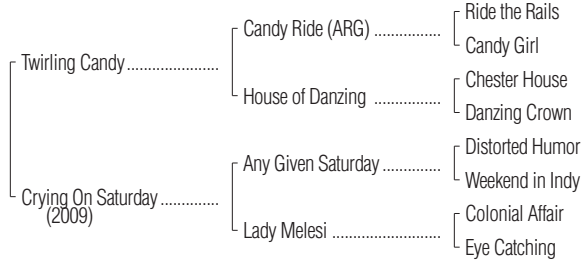 Ride the Rails
Candy Ride (ARG) ................
Candy Girl
Twirling Candy ......................
Chester House
House of Danzing ................
Danzing Crown
Distorted Humor
Any Given Saturday ..............
Weekend in Indy
Crying On Saturday ..............
(2009)
Colonial Affair
Lady Melesi ..........................
Eye Catching